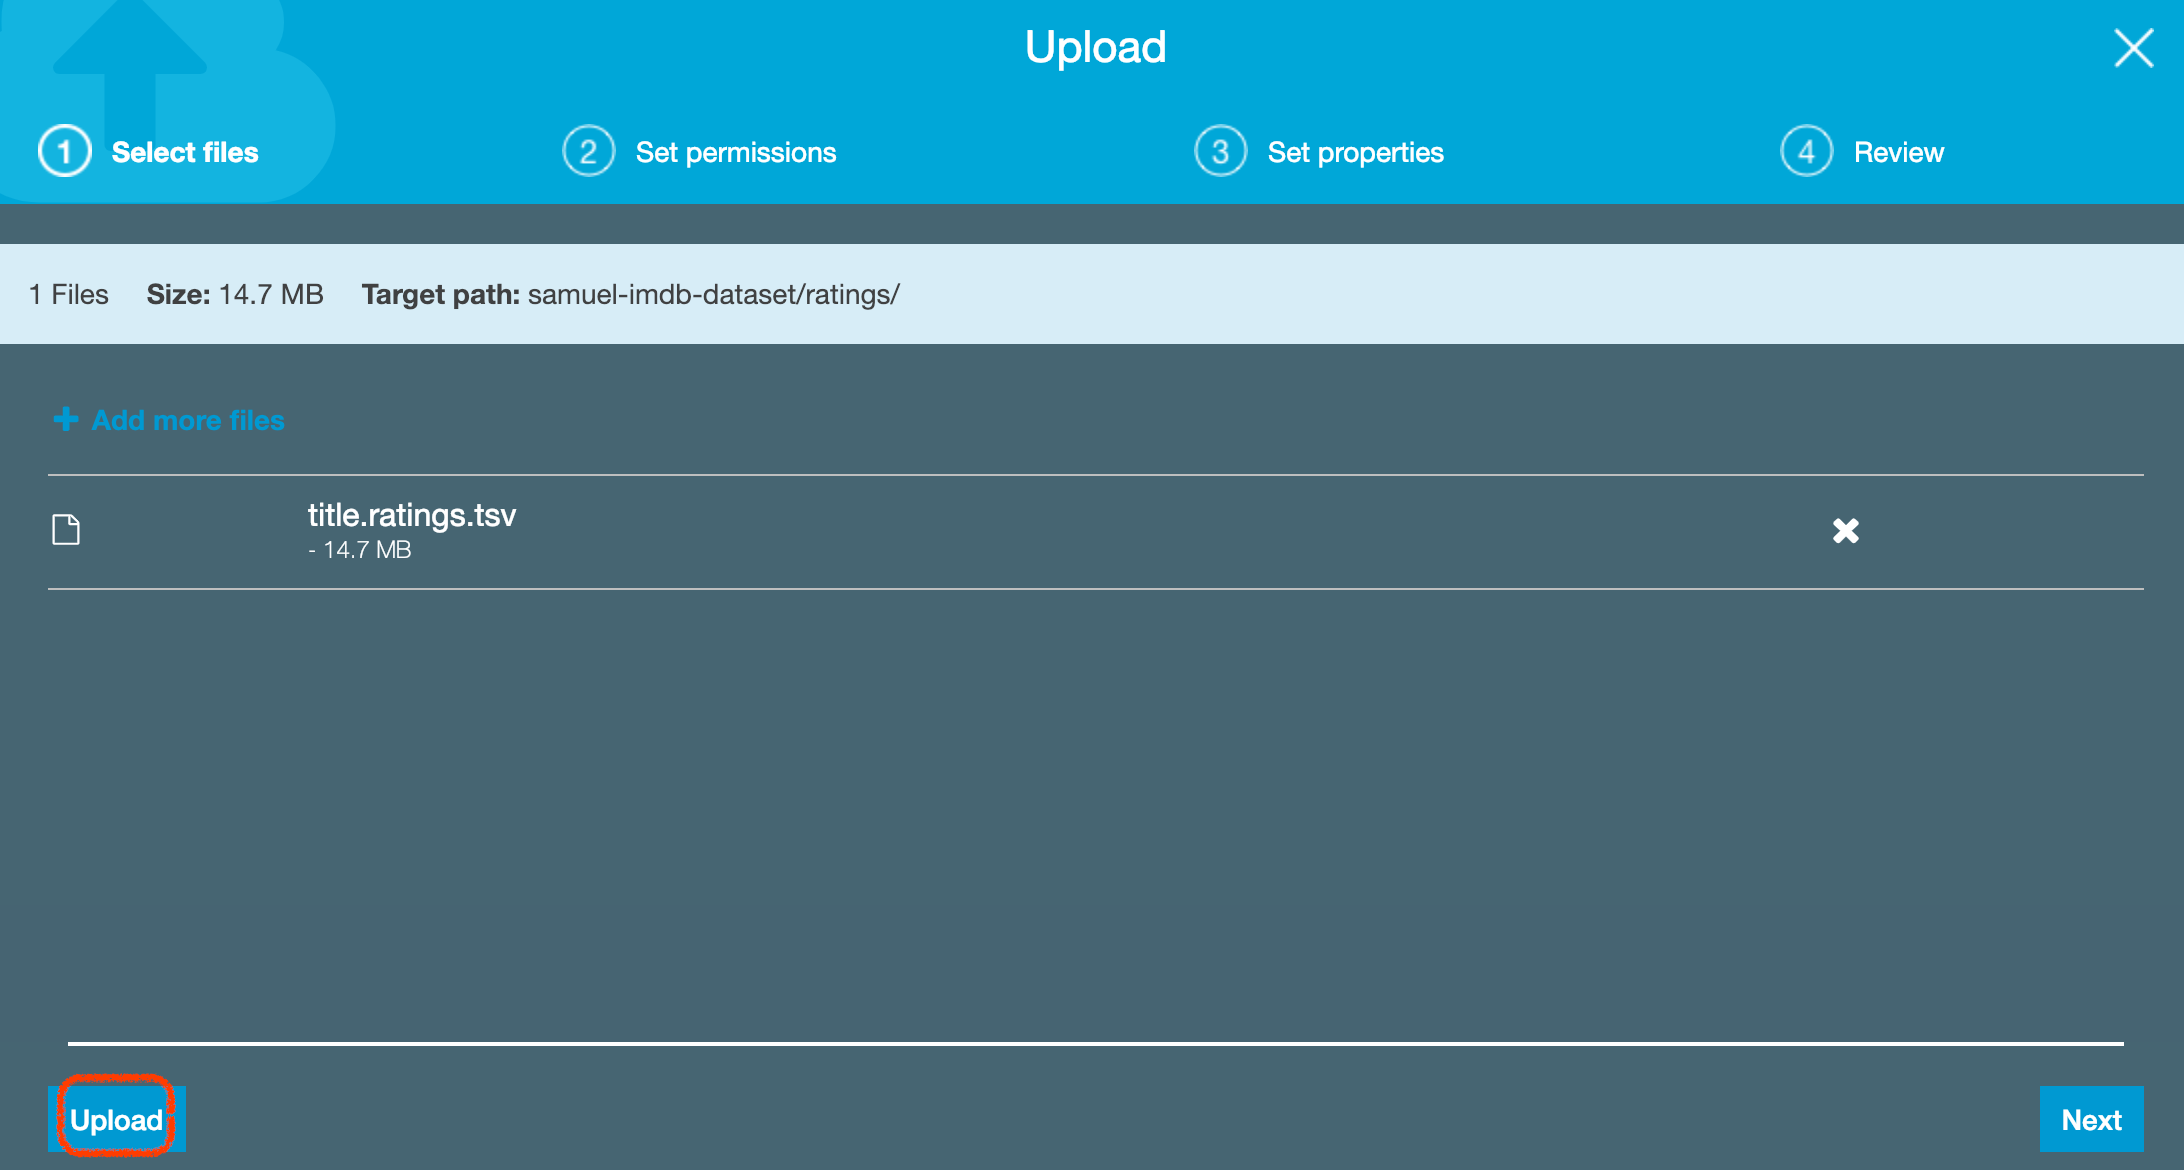 Upload
1 Select files 2 Set permissions 3 Set properties 4 Review
1 Files Size: 14.7 MB Target path: samuel-imdb-dataset/ratings/
Add more files
title.ratings.tsv
- 14.7 MB
Upload Next